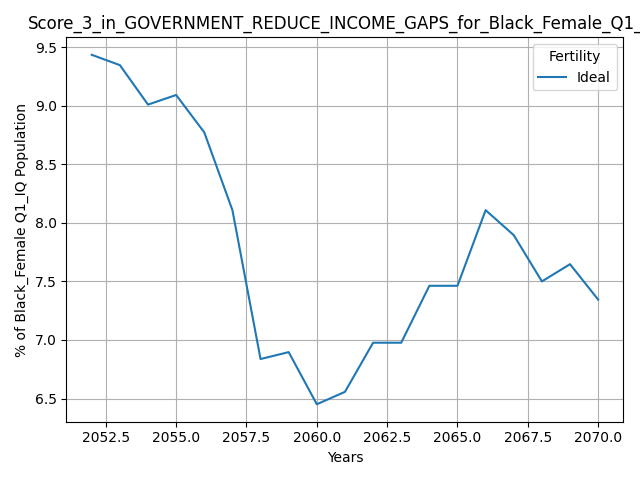 Score_3_in_GOVERNMENT_REDUCE_INCOME_GAPS_for_Black_Female_Q1_
Fertility
Ideal
% of Black_Female Q1_IQ Population
9.5
9.0
8.5
8.0
7.5
7.0
6.5
2052.5 2055.0 2057.5 2060.0 2062.5 2065.0 2067.5 2070.0
Years